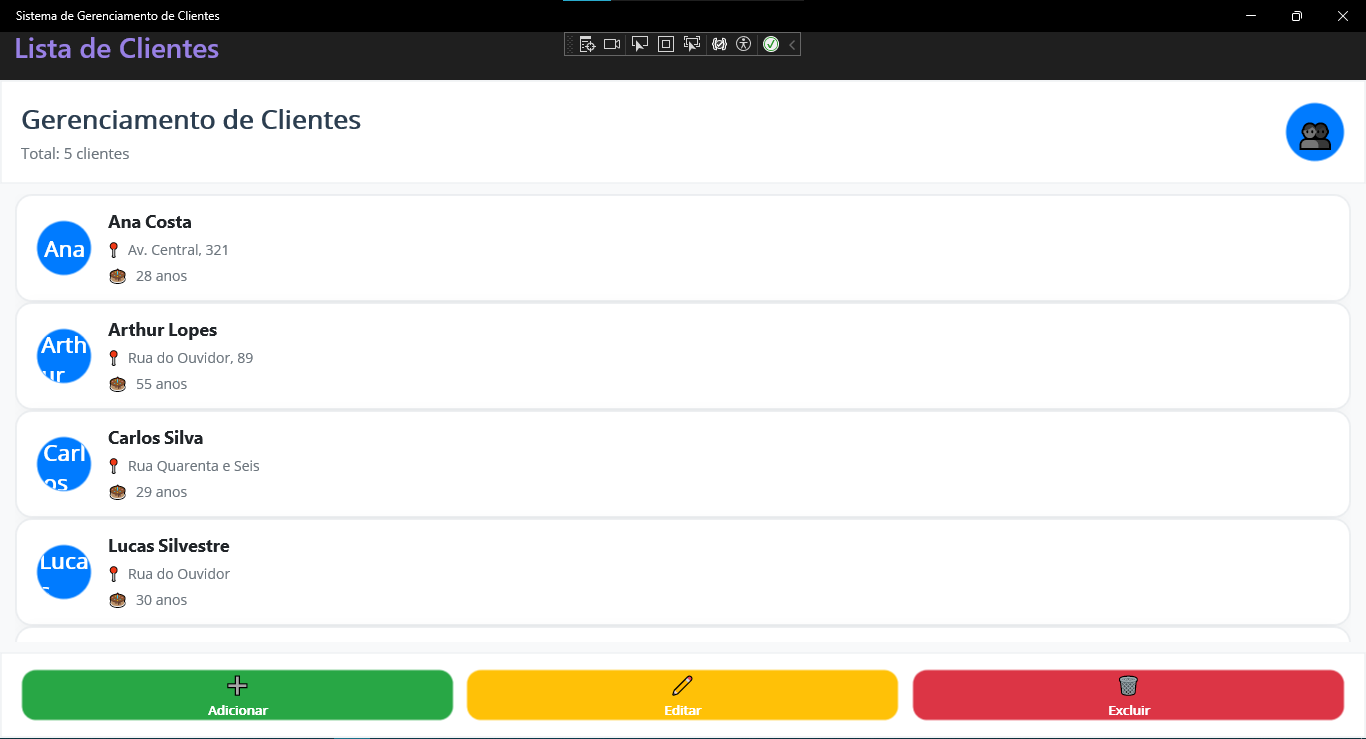 Sistema de Gerenciamento de Clientes
Lista de Clientes
Gerenciamento de Clientes
Total: 5 clientes
Ana
Ana Costa
Av. Central, 321
28 anos
Arth
ur
Arthur Lopes
Rua do Ouvidor, 89
55 anos
Carl
os
Carlos Silva
Rua Quarenta e Seis
29 anos
Luca
s
Lucas Silvestre
Rua do Ouvidor
30 anos
Adicionar
Editar
Excluir